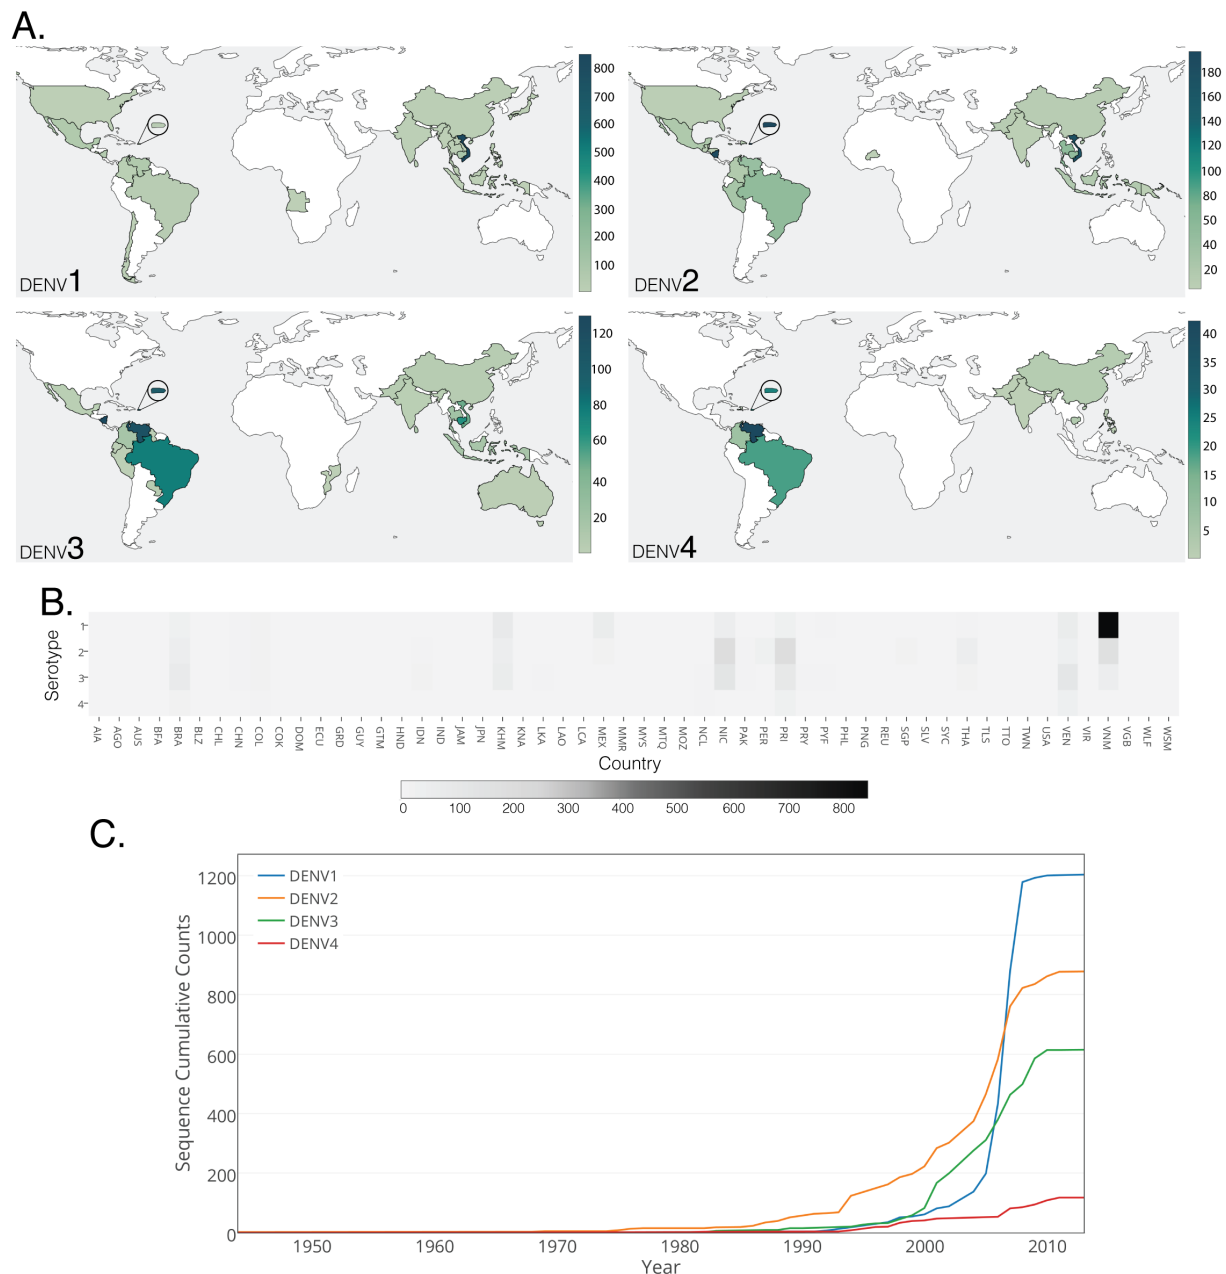 A.
800
700
600
500
400
300
200
100
DENV1
180
160
140
120
100
80
60
40
20
DENV2
120
100
80
60
40
20
DENV3
40
35
30
25
20
15
10
5
DENV4
B.
Serotype
1
2
3
4
AIA AGO AUS BFA BRA BLZ CHL CHN COL COK DOM ECU GRD GUY GTM HND IDN IND JAM JPN KHM KNA LKA LAO LCA MEX MMR MYS MTQ MOZ NCL NIC PAK PER PRI PRY PYF PHL PNG REU SGP SLV SYC THA TLS TTO TWN USA VEN VIR VNM VGB WLF WSM
Country
0 100 200 300 400 500 600 700 800
C.
Sequence Cumulative Counts
1200
1000
800
600
400
200
0
DENV1
DENV2
DENV3
DENV4
1950 1960 1970 1980 1990 2000 2010
Year